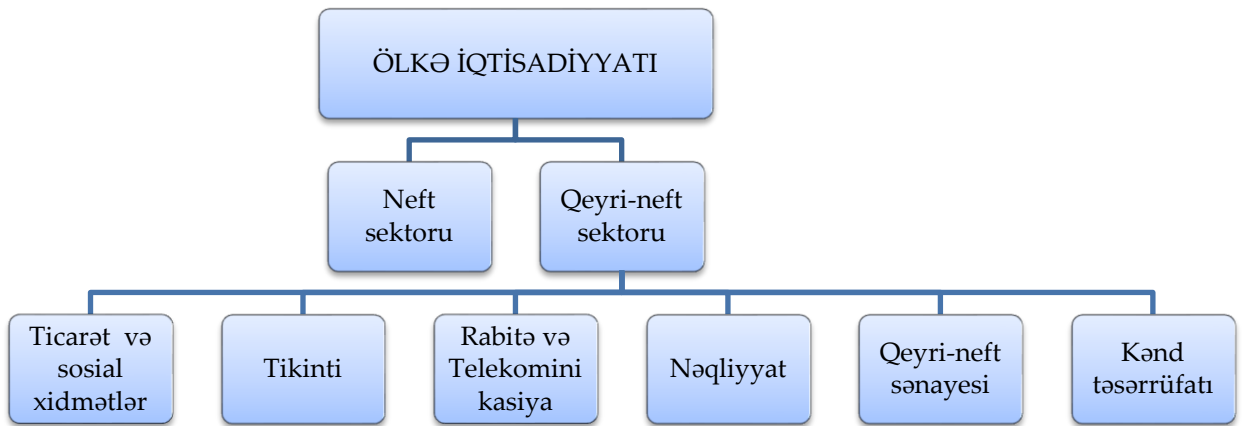 ÖLKƏ İQTİSADİYYATI
Neft
sektoru
Qeyri-neft
sektoru
Ticarət və
sosial
xidmətlər
Tikinti
Rabitə və
Telekomini
kasiya
Nəqliyyat
Qeyri-neft
sənayesi
Kənd
təsərrüfatı